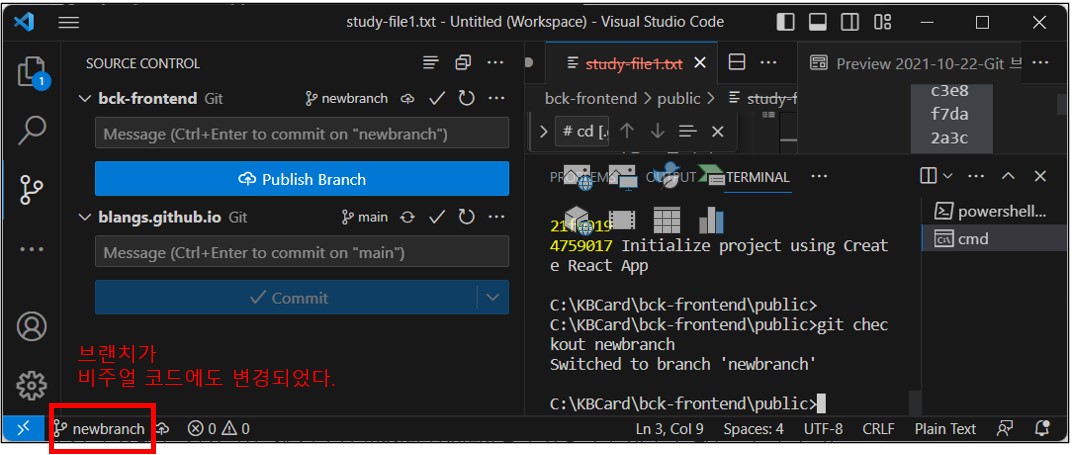 study-file1.txt - Untitled (Workspace) - Visual Studio Code
1
SOURCE CONTROL
bck-frontend Git newbranch
Message (Ctrl+Enter to commit on "newbranch")
Publish Branch
blangs.github.io Git main
Message (Ctrl+Enter to commit on "main")
Commit
브랜치가
비주얼 코드에도 변경되었다.
study-file1.txt
Preview 2021-10-22-Git 브
bck-frontend > public > study-f
# cd [.
c3e8
f7da
2a3c
OUTPUT TERMINAL
4759017 Initialize project using Creat
e React App
C:\KBCard\bck-frontend\public>
C:\KBCard\bck-frontend\public>git chec
kout newbranch
Switched to branch 'newbranch'
C:\KBCard\bck-frontend\public>
powershell...
cmd
newbranch 0 0 Ln 3, Col 9 Spaces: 4 UTF-8 CRLF Plain Text